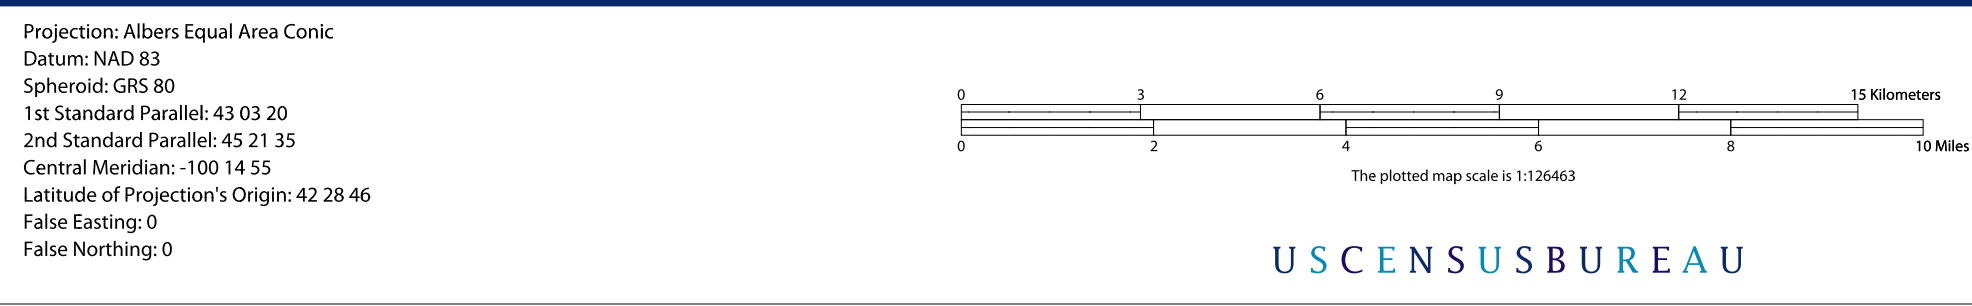 Projection: Albers Equal Area Conic
Datum: NAD 83
Spheroid: GRS 80
1st Standard Parallel: 43 03 20
2nd Standard Parallel: 45 21 35
Central Meridian: -100 14 55
Latitude of Projection's Origin: 42 28 46
False Easting: 0
False Northing: 0
0 3 6 9 12 15 Kilometers
0 2 4 6 8 10 Miles
The plotted map scale is 1:126463
USCENSUSBUREAU